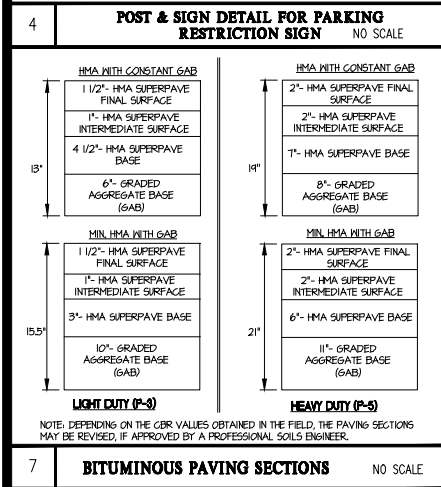 4
POST & SIGN DETAIL FOR PARKING
RESTRICTION SIGN NO SCALE
HMA WITH CONSTANT GAB
1 1/2"- HMA SUPERPAVE
FINAL SURFACE
1"- HMA SUPERPAVE
INTERMEDIATE SURFACE
4 1/2"- HMA SUPERPAVE
BASE
6"- GRADED
AGGREGATE BASE
(GAB)
13"
HMA WITH CONSTANT GAB
2"- HMA SUPERPAVE FINAL
SURFACE
2"- HMA SUPERPAVE
INTERMEDIATE SURFACE
7"- HMA SUPERPAVE BASE
8"- GRADED
AGGREGATE BASE
(GAB)
19"
MIN. HMA WITH GAB
1 1/2"- HMA SUPERPAVE
FINAL SURFACE
1"- HMA SUPERPAVE
INTERMEDIATE SURFACE
3"- HMA SUPERPAVE BASE
10"- GRADED
AGGREGATE BASE
(GAB)
15.5"
LIGHT DUTY (P-3)
MIN. HMA WITH GAB
2"- HMA SUPERPAVE FINAL
SURFACE
2"- HMA SUPERPAVE
INTERMEDIATE SURFACE
6"- HMA SUPERPAVE BASE
11"- GRADED
AGGREGATE BASE
(GAB)
21"
HEAVY DUTY (P-5)
NOTE: DEPENDING ON THE CBR VALUES OBTAINED IN THE FIELD, THE PAVING SECTIONS
MAY BE REVISED, IF APPROVED BY A PROFESSIONAL SOILS ENGINEER.
7
BITUMINOUS PAVING SECTIONS NO SCALE